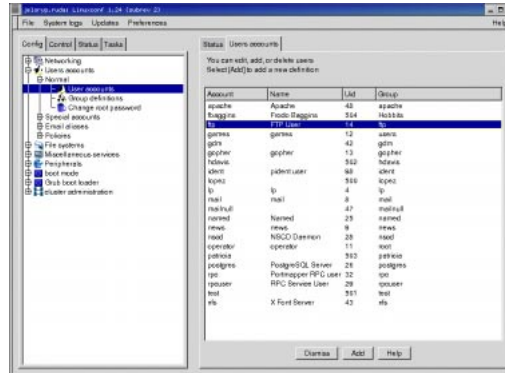 Linuxconf 1.24 (subrev 2)
File System logs Updates Preferences Help
Config Control Status Tasks
Networking
Users accounts
Normal
User accounts
Group definitions
Change root password
Special accounts
Email aliases
Policies
File systems
Miscellaneous services
Peripherals
boot mode
Grub boot loader
cluster administration
Status Users accounts
You can edit, add, or delete users
Select [Add] to add a new definition
Account Name Uid Group
apache Apache 48 apache
fbaggins Frodo Baggins 504 Hobbits
ftp FTP User 14 ftp
games games 12 users
gdm 42 gdm
gopher gopher 13 gopher
hdavis 502 hdavis
ident pident user 98 ident
lopez 500 lopez
lp lp 4 lp
mail mail 8 mail
mailnull 47 mailnull
named Named 25 named
news news 9 news
nscd NSCD Daemon 28 nscd
operator operator 11 root
patricia 503 patricia
postgres PostgreSQL Server 26 postgres
rpc Portmapper RPC user 32 rpc
rpcuser RPC Service User 29 rpcuser
test 501 test
xfs X Font Server 43 xfs
Dismiss Add Help